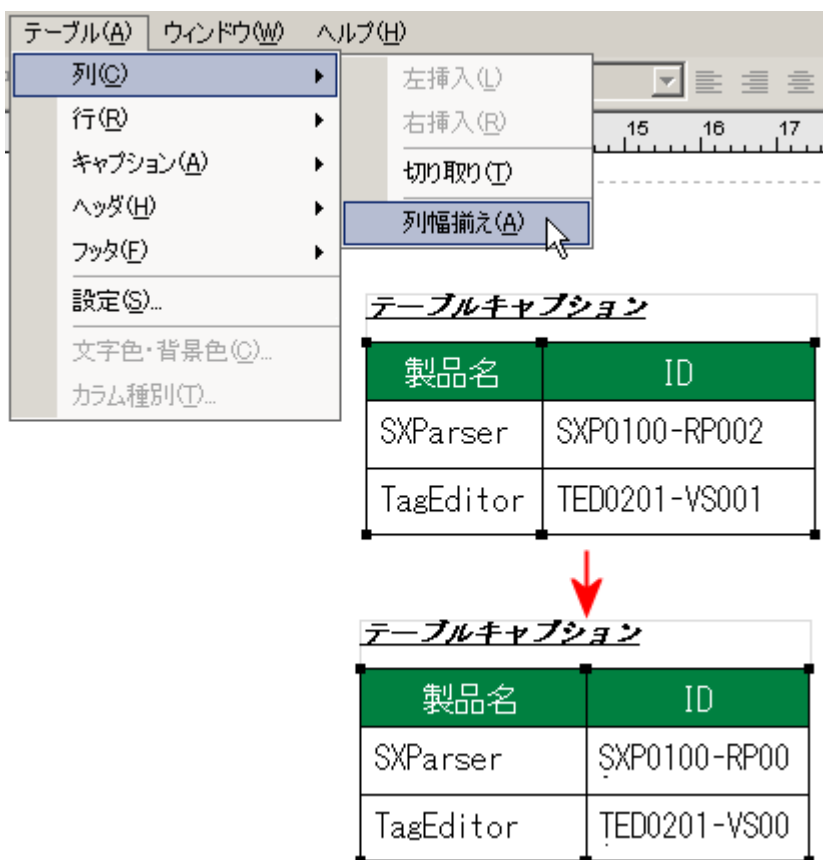 テーブル(A) ウィンドウ(W) ヘルプ(H)
列(C)
行(R)
キャプション(A)
ヘッダ(H)
フッタ(F)
設定(S)...
文字色・背景色(C)...
カラム種別(T)...
左挿入(L)
右挿入(R)
切り取り(T)
列幅揃え(A)
15 16 17
テーブルキャプション
製品名 ID
SXParser SXP0100-RP002
TagEditor TED0201-VS001
テーブルキャプション
製品名 ID
SXParser SXP0100-RP00
TagEditor TED0201-VS00